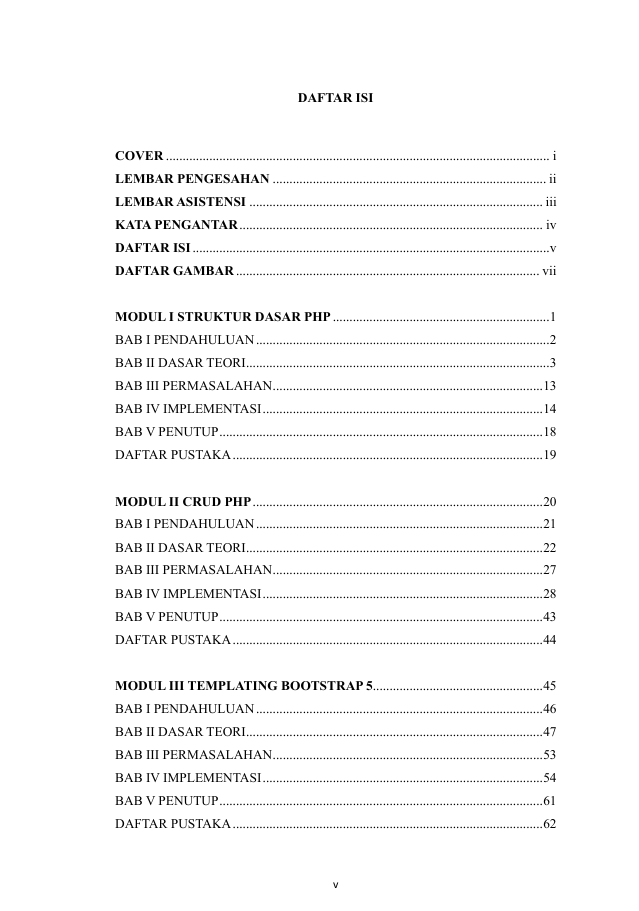 DAFTAR ISI
COVER ................................................................ i
LEMBAR PENGESAHAN ................................................................ ii
LEMBAR ASISTENSI ................................................................ iii
KATA PENGANTAR ................................................................ iv
DAFTAR ISI ................................................................v
DAFTAR GAMBAR ................................................................ vii
MODUL I STRUKTUR DASAR PHP ................................................................1
BAB I PENDAHULUAN ................................................................2
BAB II DASAR TEORI................................................................3
BAB III PERMASALAHAN................................................................13
BAB IV IMPLEMENTASI ................................................................14
BAB V PENUTUP................................................................18
DAFTAR PUSTAKA ................................................................19
MODUL II CRUD PHP ................................................................20
BAB I PENDAHULUAN ................................................................21
BAB II DASAR TEORI................................................................22
BAB III PERMASALAHAN................................................................27
BAB IV IMPLEMENTASI ................................................................28
BAB V PENUTUP................................................................43
DAFTAR PUSTAKA ................................................................44
MODUL III TEMPLATING BOOTSTRAP 5................................................................45
BAB I PENDAHULUAN ................................................................46
BAB II DASAR TEORI................................................................47
BAB III PERMASALAHAN................................................................53
BAB IV IMPLEMENTASI ................................................................54
BAB V PENUTUP................................................................61
DAFTAR PUSTAKA ................................................................62
v